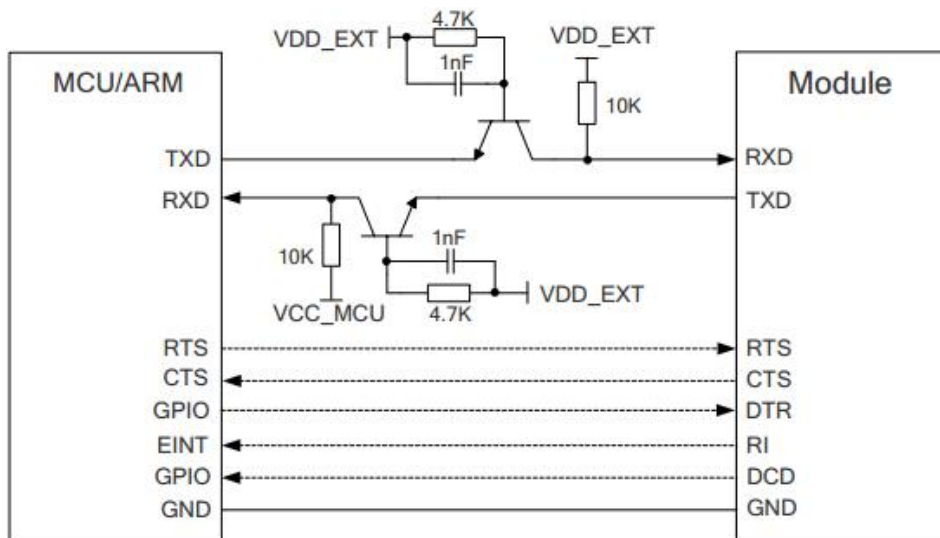 4.7K
VDD_EXT
VDD_EXT
1nF
MCU/ARM
Module
10K
TXD
RXD
RXD
TXD
1nF
10K
VDD_EXT
VCC_MCU
4.7K
RTS
RTS
CTS
CTS
GPIO
DTR
EINT
RI
GPIO
DCD
GND
GND